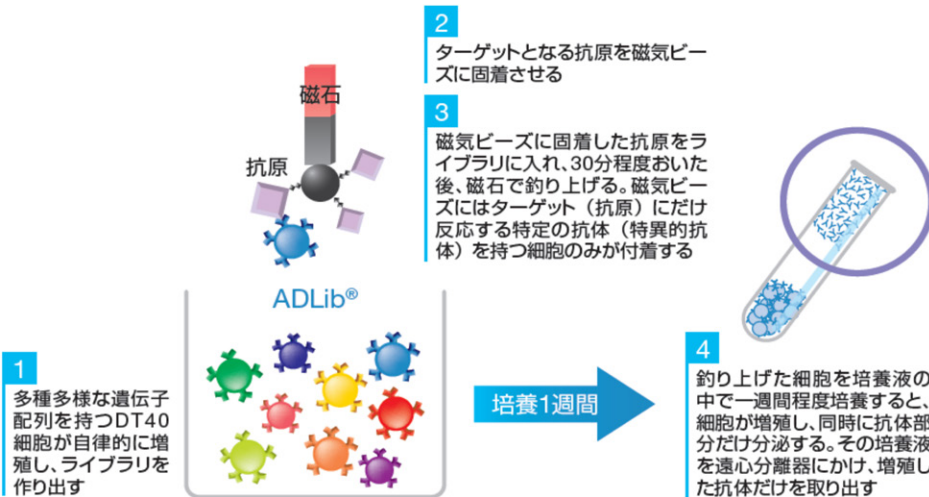 2
ターゲットとなる抗原を磁気ビー
ズに固着させる
磁石
3
磁気ビーズに固着した抗原をラ
イブラリに入れ、30分程度おいた
後、磁石で釣り上げる。磁気ビー
ズにはターゲット（抗原）にだけ
反応する特定の抗体（特異的抗
体）を持つ細胞のみが付着する
抗原
ADLib®
1
多種多様な遺伝子
配列を持つDT40
細胞が自律的に増
殖し、ライブラリを
作り出す
培養1週間
4
釣り上げた細胞を培養液の
中で一週間程度培養すると、
細胞が増殖し、同時に抗体部
分だけ分泌する。その培養液
を遠心分離器にかけ、増殖し
た抗体だけを取り出す